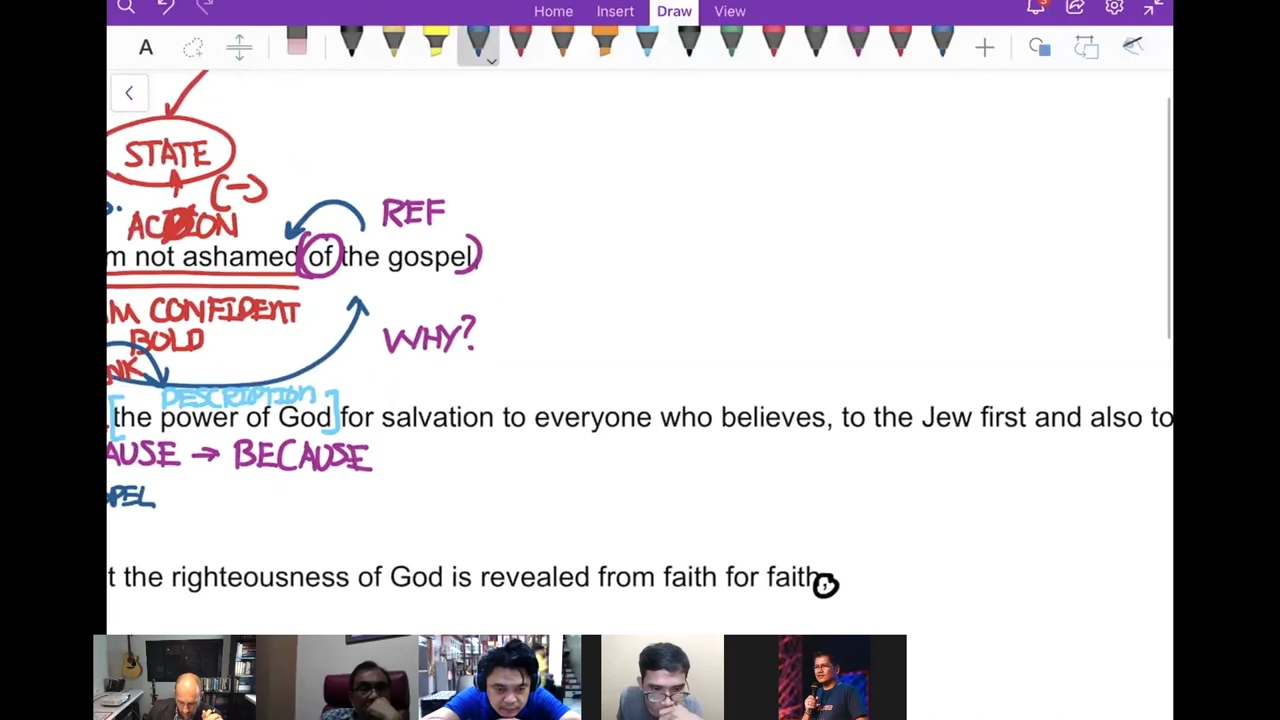 Home Insert Draw View
A
STATE
(→)
ACTION REF
m not ashamed (of the gospel,)
M CONFIDENT
BOLD WHY?
NK
DESCRIPTION
[the power of God] for salvation to everyone who believes, to the Jew first and also to
AUSE → BECAUSE
PEL
t the righteousness of God is revealed from faith for faith,